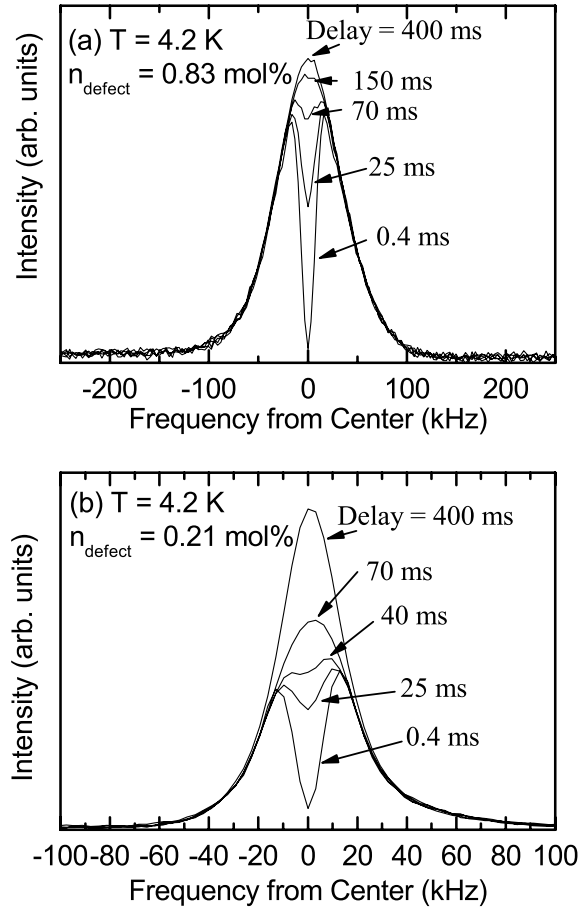 (a) T = 4.2 K
n_defect = 0.83 mol%
Delay = 400 ms
150 ms
70 ms
25 ms
0.4 ms
Intensity (arb. units)
-200 -100 0 100 200
Frequency from Center (kHz)
(b) T = 4.2 K
n_defect = 0.21 mol%
Delay = 400 ms
70 ms
40 ms
25 ms
0.4 ms
Intensity (arb. units)
-100 -80 -60 -40 -20 0 20 40 60 80 100
Frequency from Center (kHz)